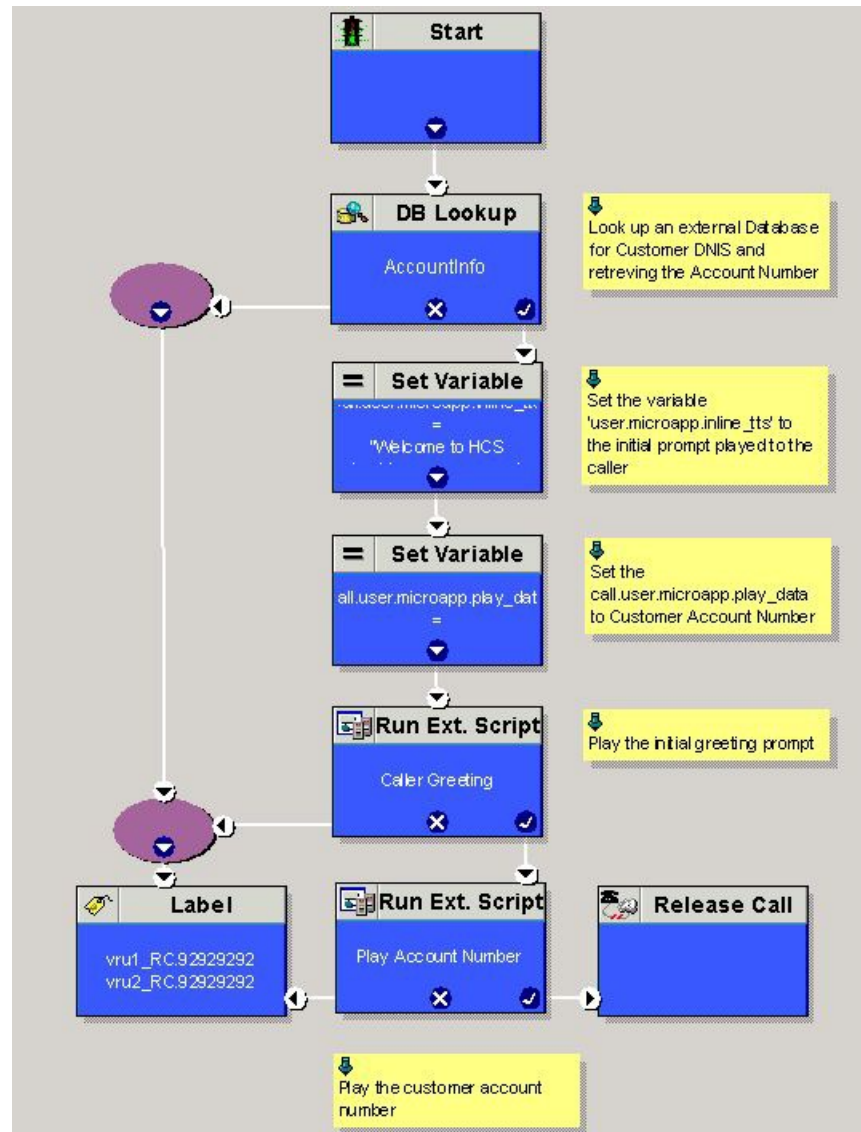 Start
DB Lookup
AccountInfo
Look up an external Database
for Customer DNIS and
retreving the Account Number
Set Variable
=
"Welcome to HCS
Set the variable
'user.microapp.inline_tts' to
the initial prompt played to the
caller
= Set Variable
all.user.microapp.play_dat
=
Set the
call.user.microapp.play_data
to Customer Account Number
Run Ext. Script
Caller Greeting
Play the initial greeting prompt
Label
vru1_RC.92929292
vru2_RC.92929292
Run Ext. Script
Play Account Number
Release Call
Play the customer account
number